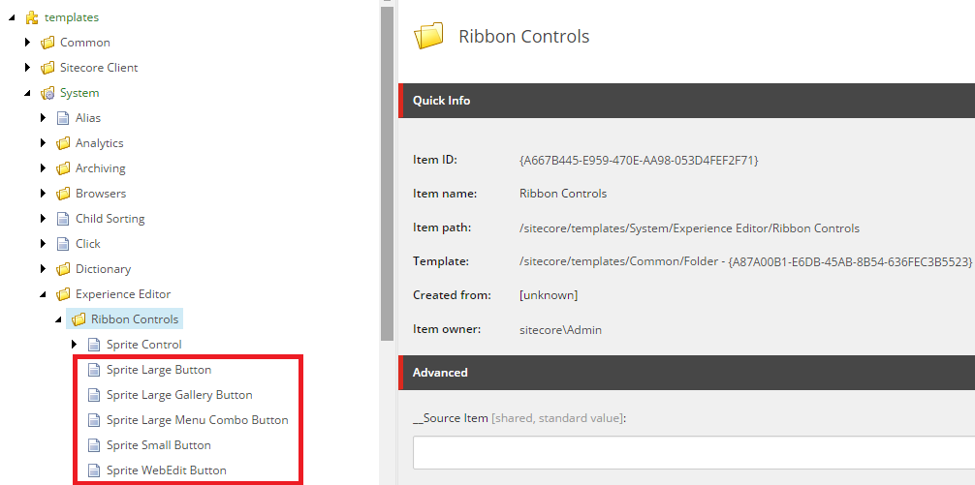 templates
Common
Sitecore Client
System
Alias
Analytics
Archiving
Browsers
Child Sorting
Click
Dictionary
Experience Editor
Ribbon Controls
Sprite Control
Sprite Large Button
Sprite Large Gallery Button
Sprite Large Menu Combo Button
Sprite Small Button
Sprite WebEdit Button
Ribbon Controls
Quick Info
Item ID: {A667B445-E959-470E-AA98-053D4FEF2F71}
Item name: Ribbon Controls
Item path: /sitecore/templates/System/Experience Editor/Ribbon Controls
Template: /sitecore/templates/Common/Folder - {A87A00B1-E6DB-45AB-8B54-636FEC3B5523}
Created from: [unknown]
Item owner: sitecore\Admin
Advanced
__Source Item [shared, standard value]: